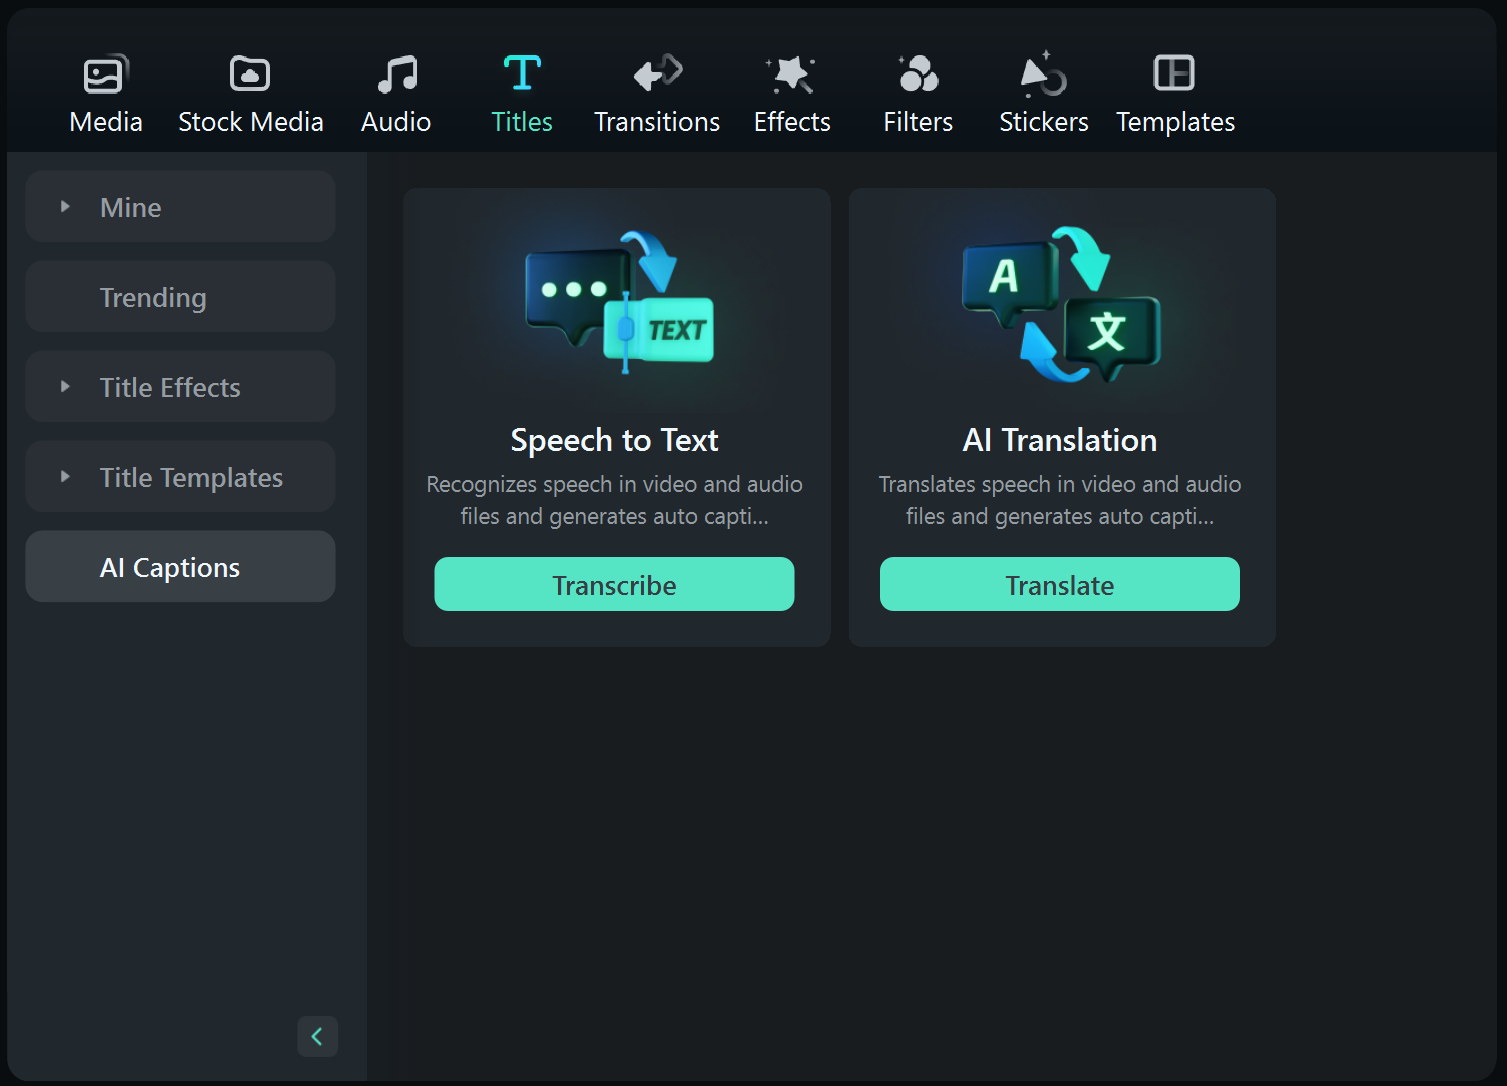 Media
Stock Media
Audio
Titles
Transitions
Effects
Filters
Stickers
Templates
Mine
Trending
Title Effects
Title Templates
AI Captions
TEXT
Speech to Text
Recognizes speech in video and audio
files and generates auto capti...
Transcribe
A
文
AI Translation
Translates speech in video and audio
files and generates auto capti...
Translate